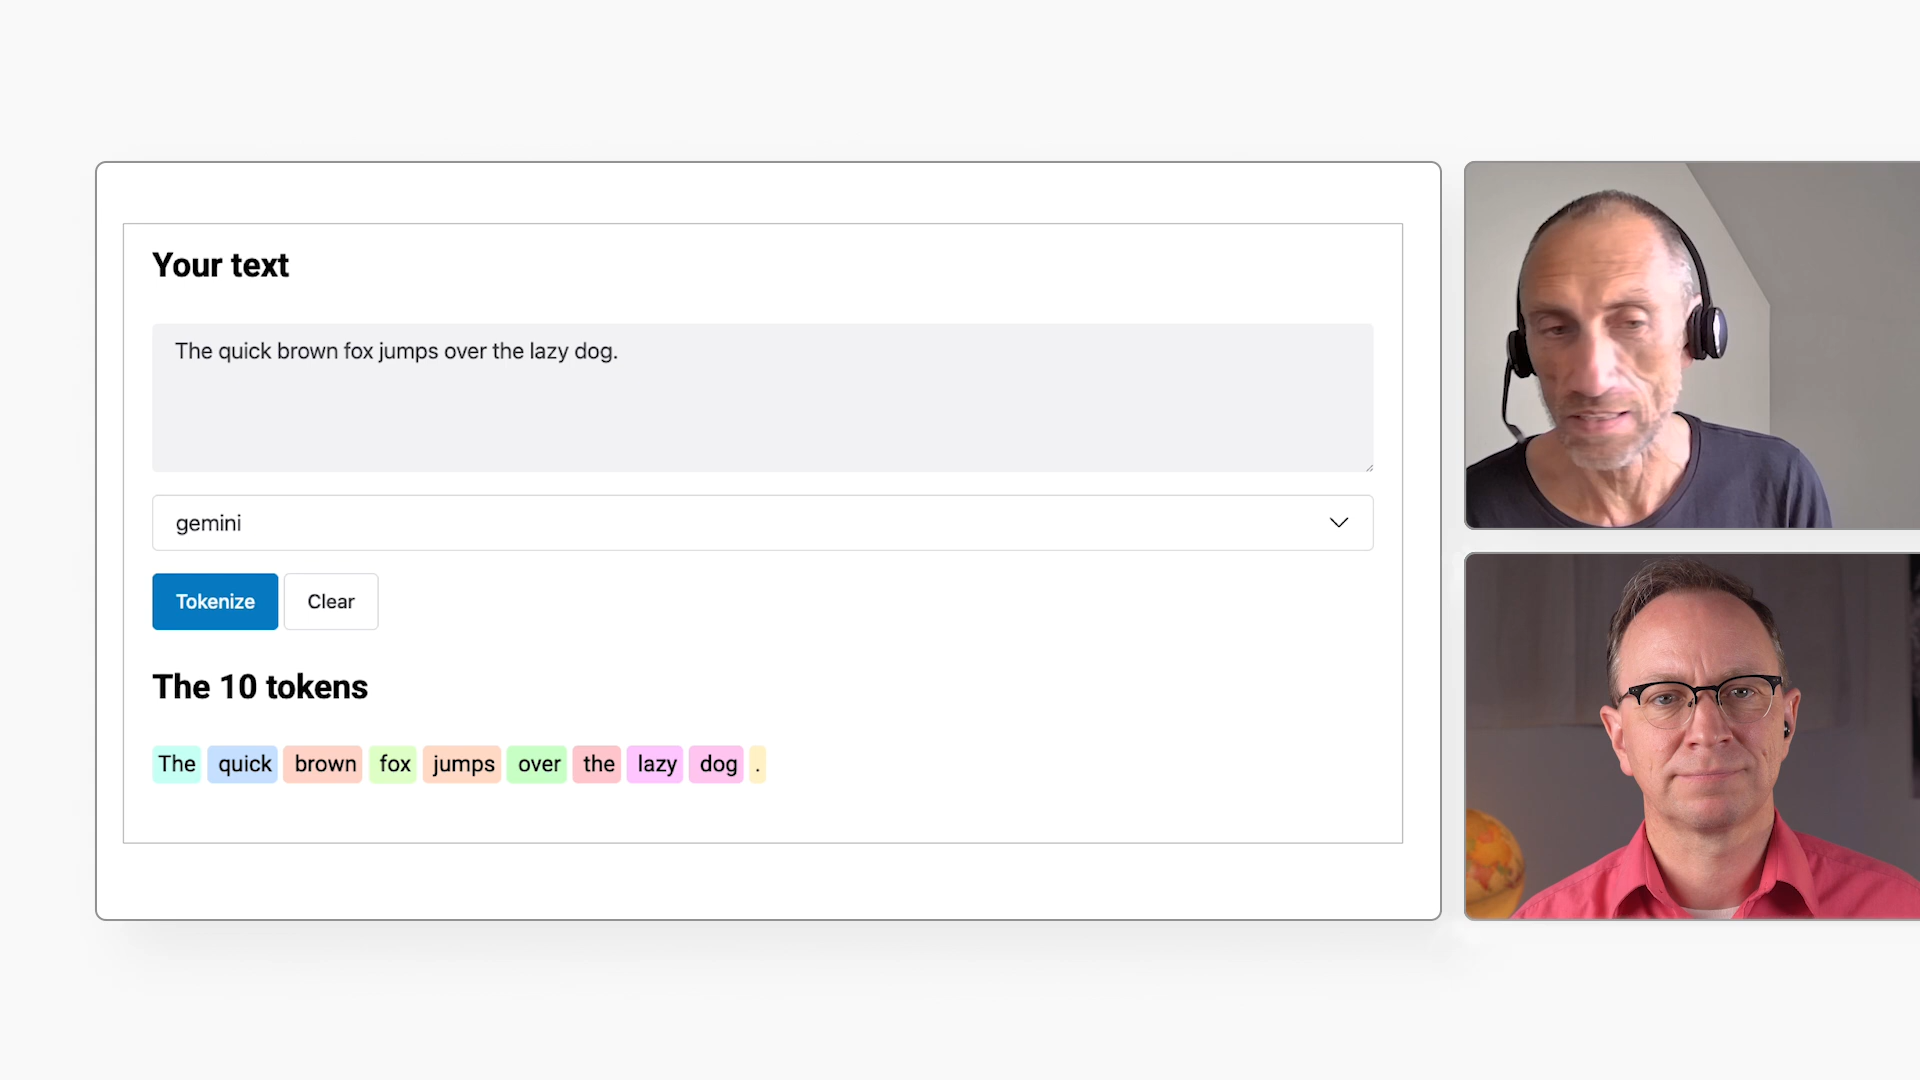 Your text
The quick brown fox jumps over the lazy dog.
gemini
Tokenize Clear
The 10 tokens
The quick brown fox jumps over the lazy dog .